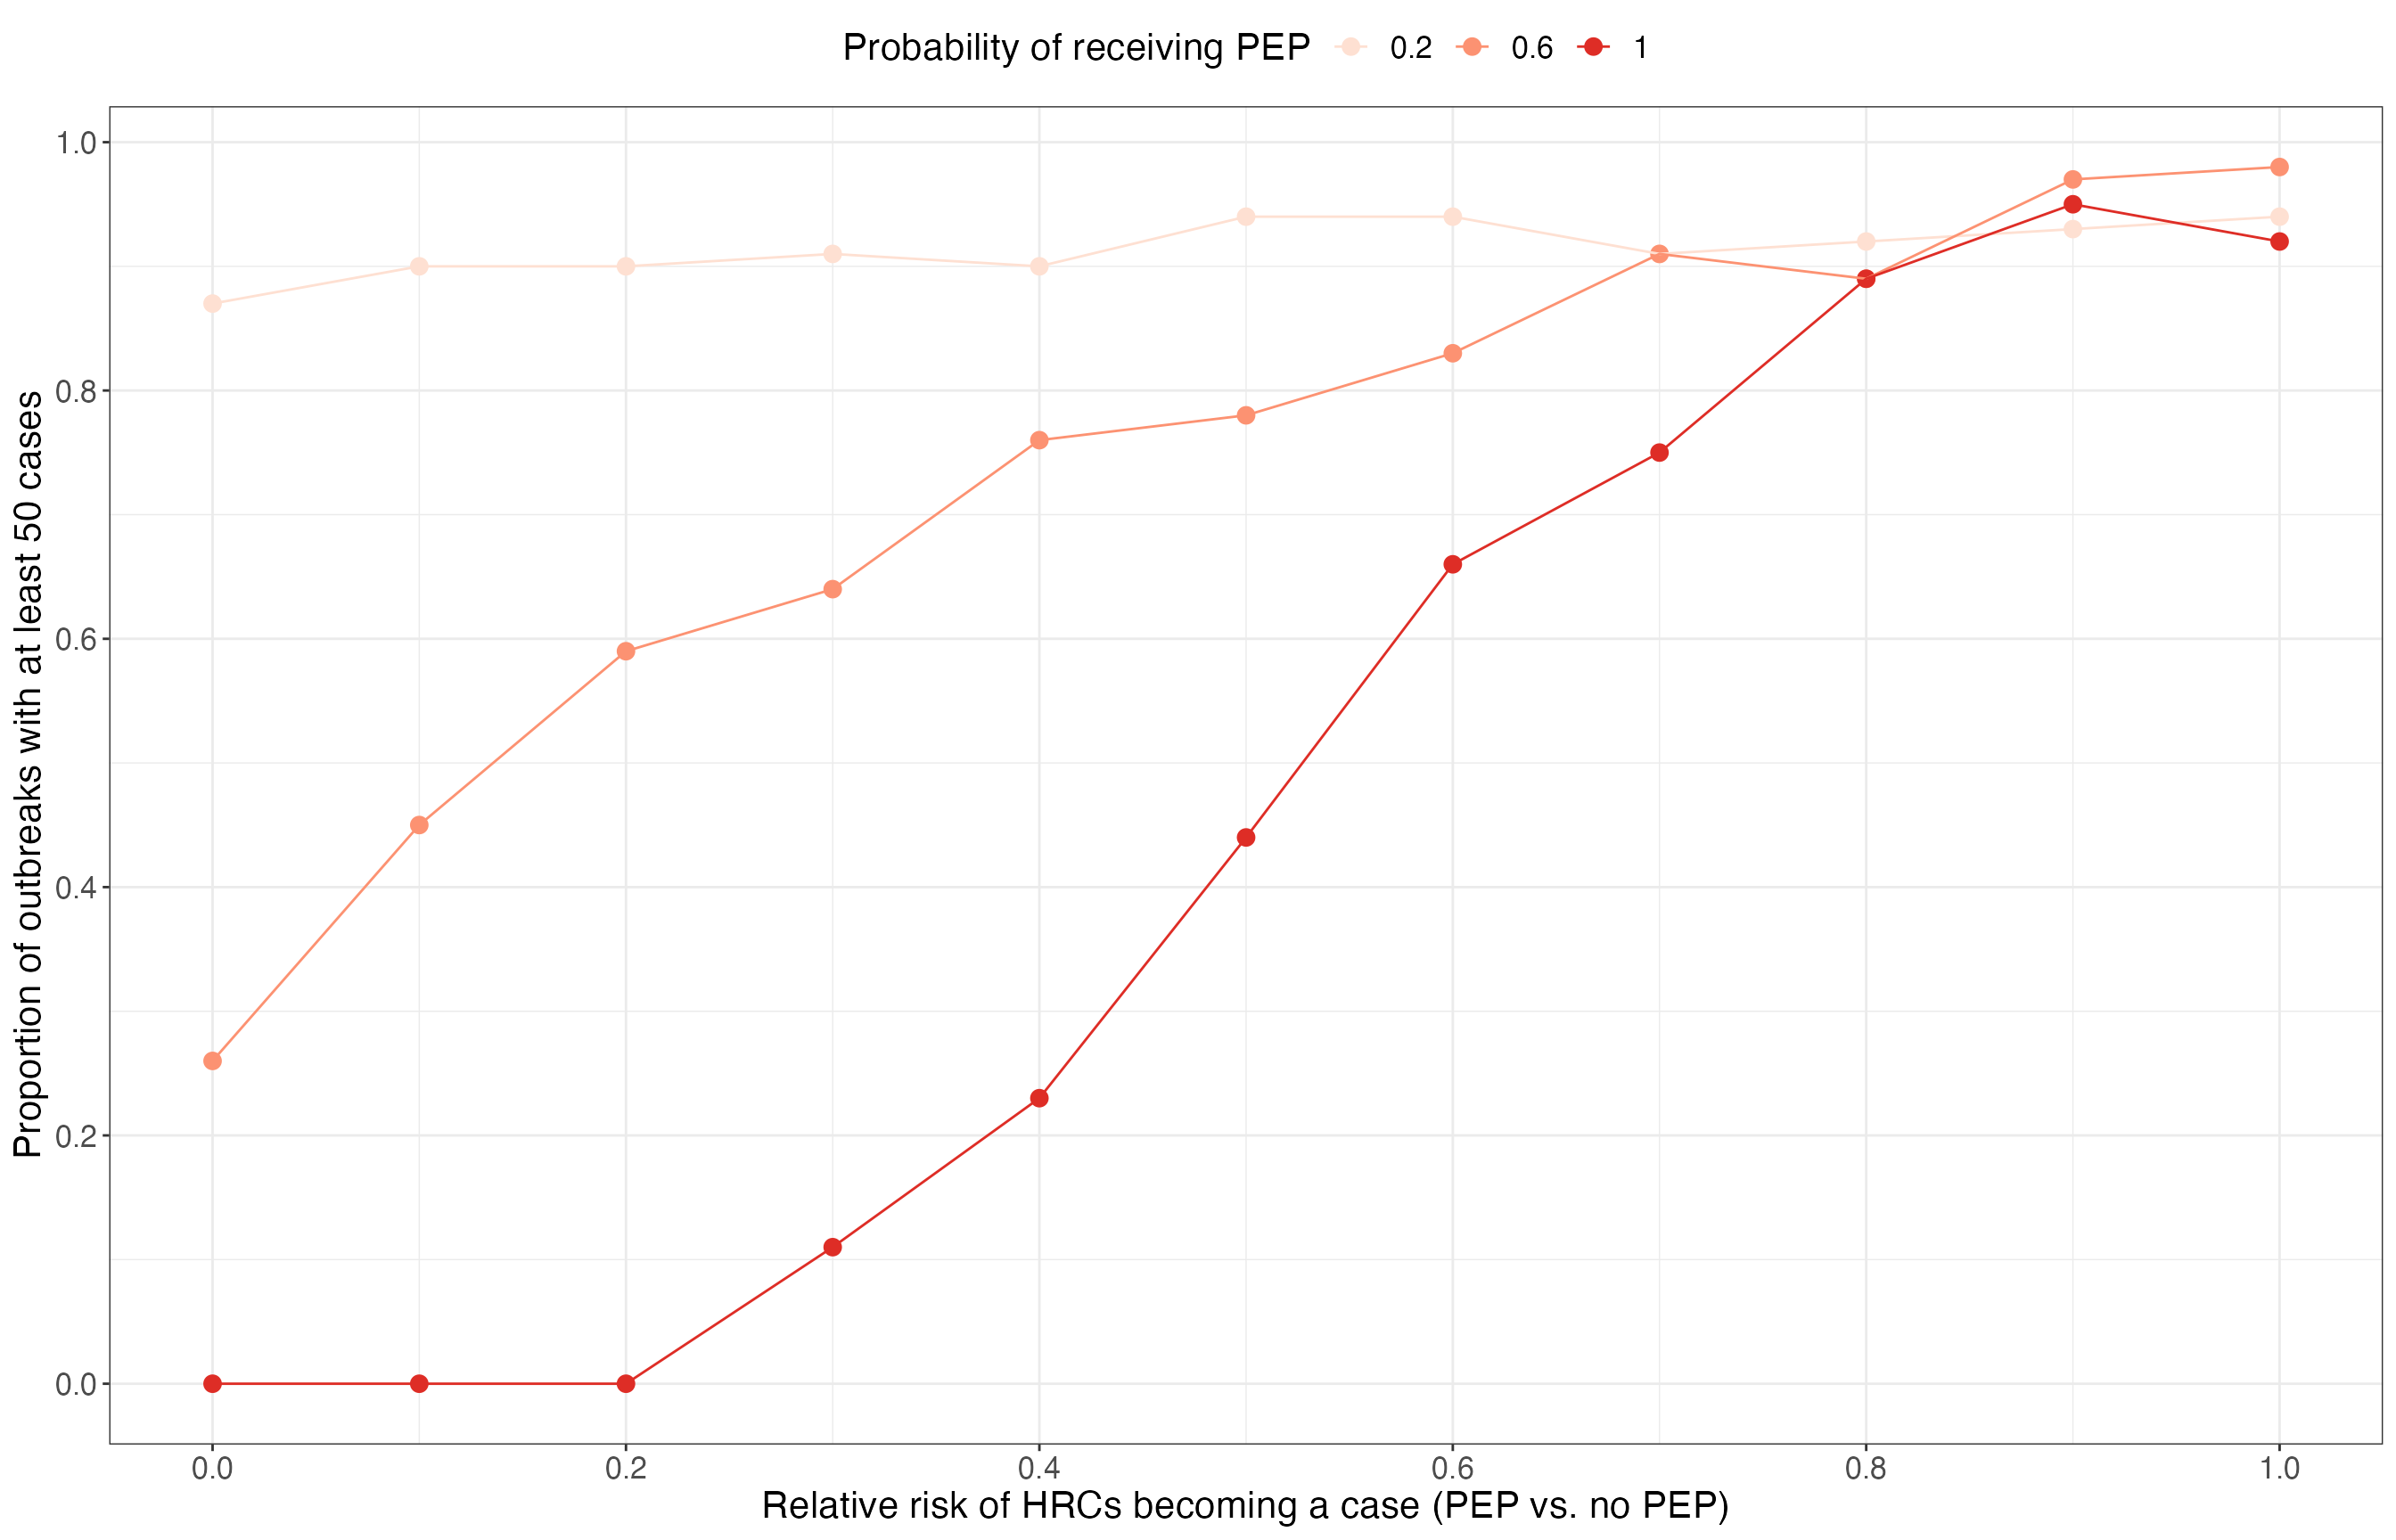 Probability of receiving PEP 0.2 0.6 1
Proportion of outbreaks with at least 50 cases
1.0
0.8
0.6
0.4
0.2
0.0
0.0 0.2 0.4 0.6 0.8 1.0
Relative risk of HRCs becoming a case (PEP vs. no PEP)